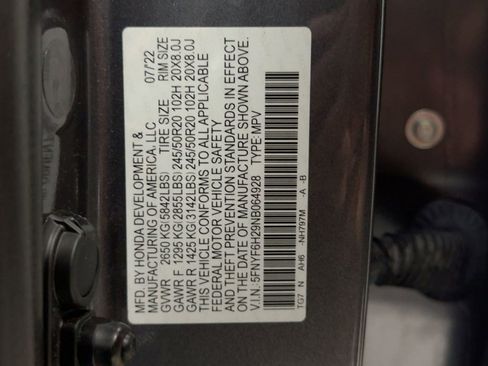 MFD. BY HONDA DEVELOPMENT &
MANUFACTURING OF AMERICA, LLC 07/'22
GVWR 2650 KG(5842LBS) TIRE SIZE RIM SIZE
GAWR F 1295 KG(2855LBS) 245/50R20 102H 20X8.0J
GAWR R 1425 KG(3142LBS) 245/50R20 102H 20X8.0J
THIS VEHICLE CONFORMS TO ALL APPLICABLE
FEDERAL MOTOR VEHICLE SAFETY
AND THEFT PREVENTION STANDARDS IN EFFECT
ON THE DATE OF MANUFACTURE SHOWN ABOVE.
V.I.N.: 5FNYF6H29NB064928 TYPE: MPV
TG7 N AH6 -NH797M -A -B